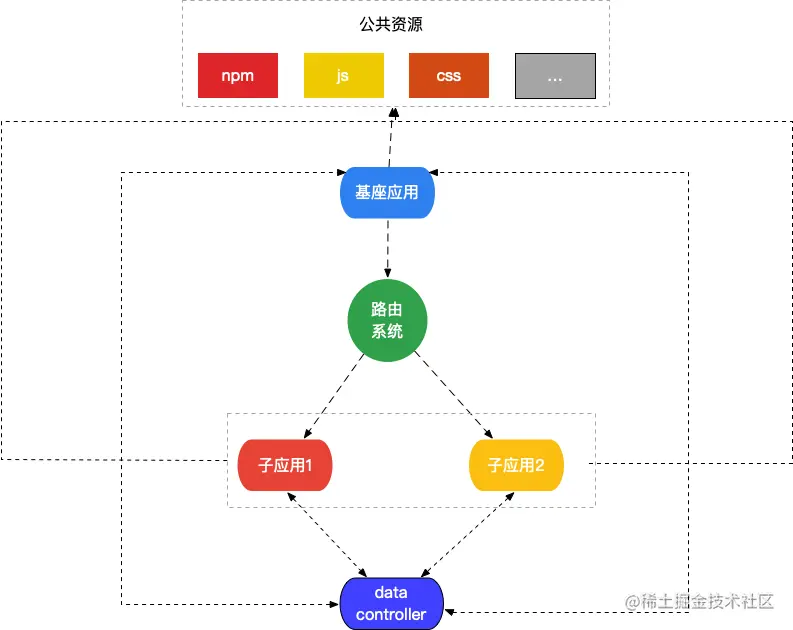 公共资源
npm
js
css
...
基座应用
路由
系统
子应用1
子应用2
data
controller
@稀土掘金技术社区